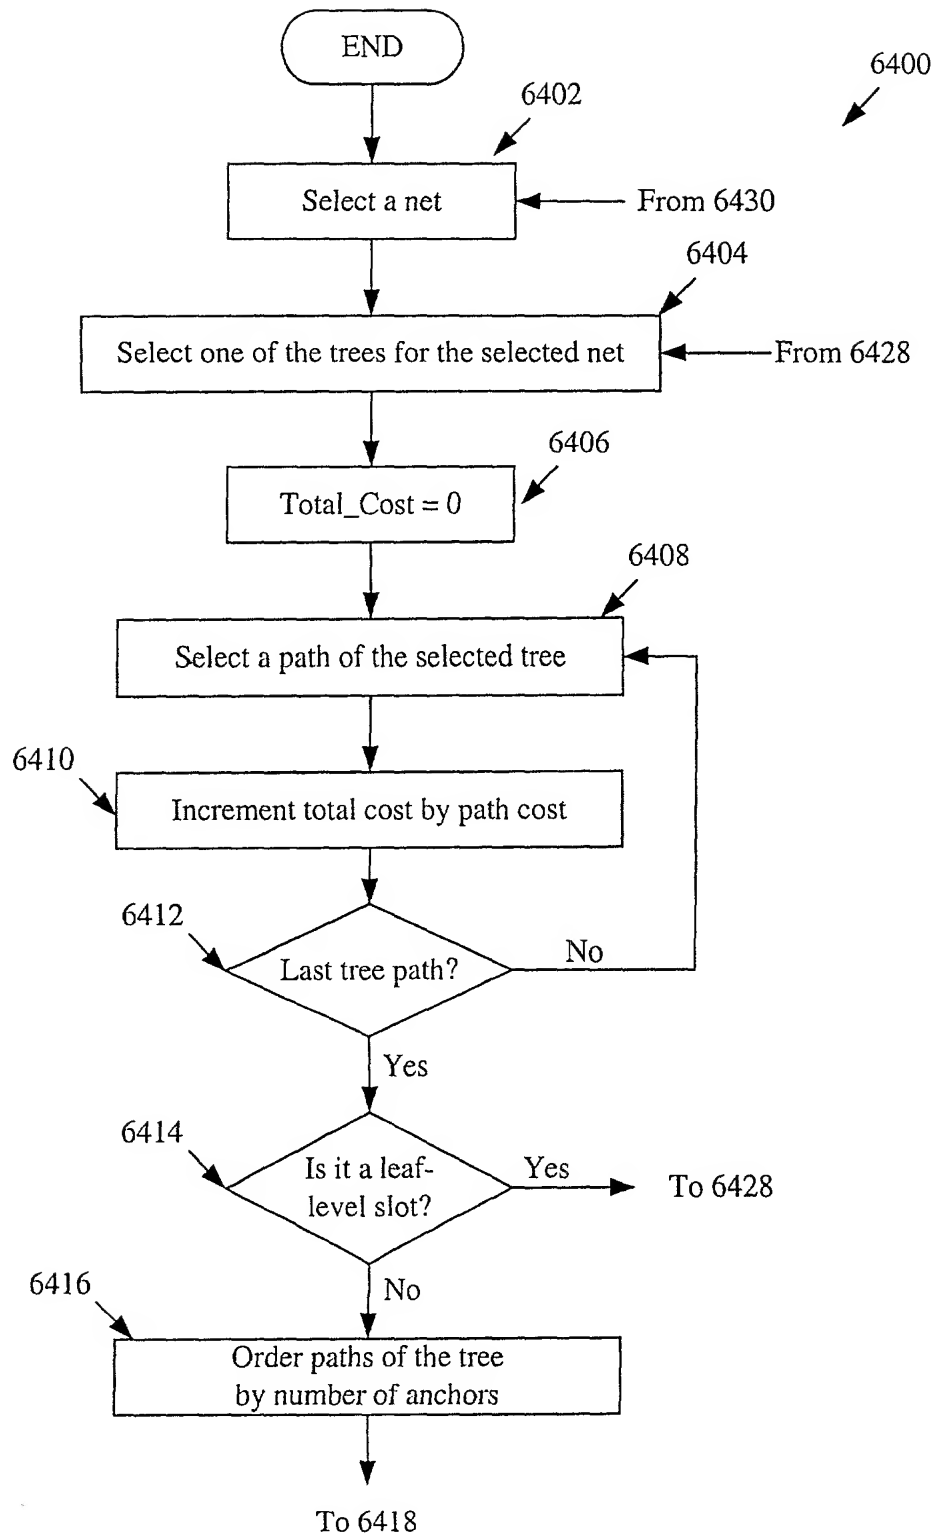 END
6400
6402
Select a net
From 6430
6404
Select one of the trees for the selected net
From 6428
6406
Total_Cost = 0
6408
Select a path of the selected tree
6410
Increment total cost by path cost
6412
Last tree path?
No
Yes
6414
Is it a leaf-
level slot?
Yes
To 6428
No
6416
Order paths of the tree
by number of anchors
To 6418